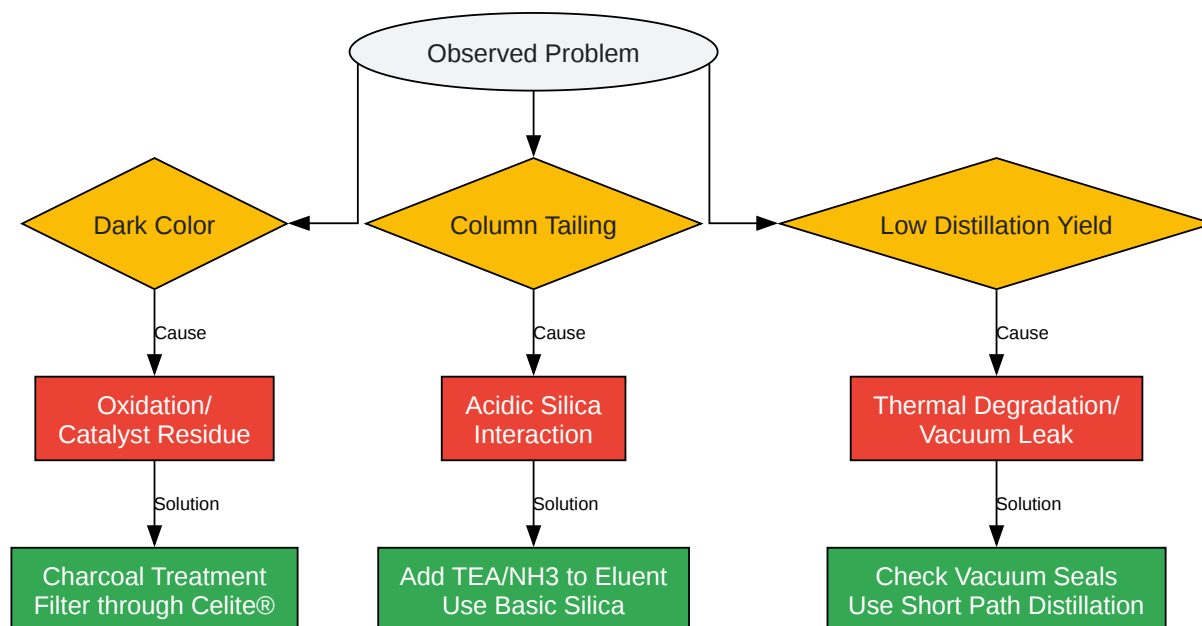 Observed Problem
Dark Color
Column Tailing
Low Distillation Yield
Cause
Cause
Cause
Oxidation/
Catalyst Residue
Acidic Silica
Interaction
Thermal Degradation/
Vacuum Leak
Solution
Solution
Solution
Charcoal Treatment
Filter through Celite®
Add TEA/NH3 to Eluent
Use Basic Silica
Check Vacuum Seals
Use Short Path Distillation